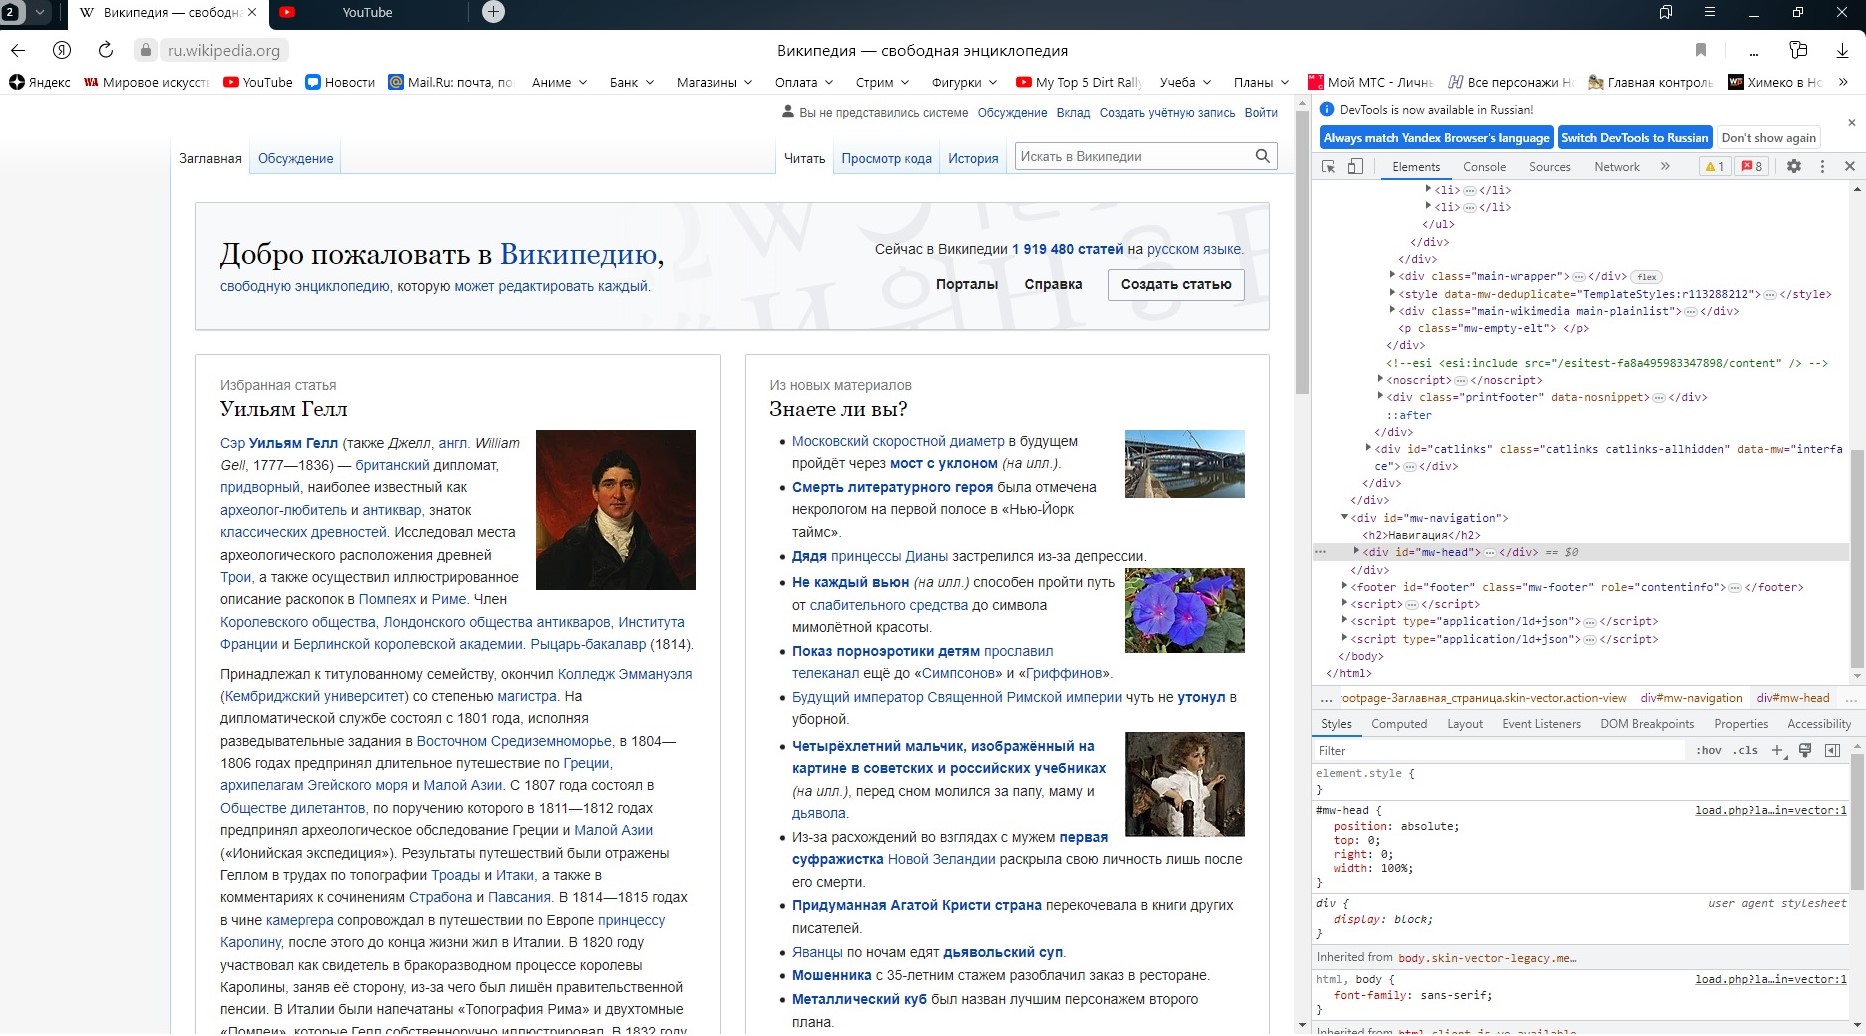 2
Википедия — свободна
YouTube
ru.wikipedia.org
Википедия — свободная энциклопедия
Яндекс
Мировое искусст
YouTube
Новости
Mail.Ru: почта, по
Аниме
Банк
Магазины
Оплата
Стрим
Фигурки
My Top 5 Dirt Rally
Учеба
Планы
Мой МТС - Личн
Все персонажи Но
Главная контроль
Химеко в Но
Вы не представились системе Обсуждение Вклад Создать учётную запись Войти
Заглавная Обсуждение Читать Просмотр кода История Искать в Википедии
Добро пожаловать в Википедию,
свободную энциклопедию, которую может редактировать каждый.
Сейчас в Википедии 1 919 480 статей на русском языке.
Порталы Справка Создать статью
Избранная статья
Уильям Гелл
Сэр Уильям Гелл (также Джелл, англ. William
Gell, 1777—1836) — британский дипломат,
придворный, наиболее известный как
археолог-любитель и антиквар, знаток
классических древностей. Исследовал места
археологического расположения древней
Трои, а также осуществил иллюстрированное
описание раскопок в Помпеях и Риме. Член
Королевского общества, Лондонского общества антикваров, Института
Франции и Берлинской королевской академии. Рыцарь-бакалавр (1814).
Принадлежал к титулованному семейству, окончил Колледж Эммануэля
(Кембриджский университет) со степенью магистра. На
дипломатической службе состоял с 1801 года, исполняя
разведывательные задания в Восточном Средиземноморье, в 1804—
1806 годах предпринял длительное путешествие по Греции,
архипелагам Эгейского моря и Малой Азии. С 1807 года состоял в
Обществе дилетантов, по поручению которого в 1811—1812 годах
предпринял археологическое обследование Греции и Малой Азии
(«Ионийская экспедиция»). Результаты путешествий были отражены
Геллом в трудах по топографии Троады и Итаки, а также в
комментариях к сочинениям Страбона и Павсания. В 1814—1815 годах
в чине камергера сопровождал в путешествии по Европе принцессу
Каролину, после этого до конца жизни жил в Италии. В 1820 году
участвовал как свидетель в бракоразводном процессе королевы
Каролины, заняв её сторону, из-за чего был лишён правительственной
пенсии. В Италии были напечатаны «Топография Рима» и двухтомные
«Помпеи», которые Гелл собственноручно иллюстрировал. В 1832 году
Из новых материалов
Знаете ли вы?
Московский скоростной диаметр в будущем
пройдёт через мост с уклоном (на илл.).
Смерть литературного героя была отмечена
некрологом на первой полосе в «Нью-Йорк
таймс».
Дядя принцессы Дианы застрелился из-за депрессии.
Не каждый вьюн (на илл.) способен пройти путь
от слабительного средства до символа
мимолётной красоты.
Показ порноэротики детям прославил
телеканал ещё до «Симпсонов» и «Гриффинов».
Будущий император Священной Римской империи чуть не утонул в
уборной.
Четырёхлетний мальчик, изображённый на
картине в советских и российских учебниках
(на илл.), перед сном молился за папу, маму и
дьявола.
Из-за расхождений во взглядах с мужем первая
суфражистка Новой Зеландии раскрыла свою личность лишь после
его смерти.
Придуманная Агатой Кристи страна перекочевала в книги других
писателей.
Яванцы по ночам едят дьявольский суп.
Мошенника с 35-летним стажем разоблачил заказ в ресторане.
Металлический куб был назван лучшим персонажем второго
плана.
DevTools is now available in Russian!
Always match Yandex Browser's language Switch DevTools to Russian Don't show again
Elements Console Sources Network » 1 8
<li>…</li>
<li>…</li>
</ul>
</div>
</div>
<div class="main-wrapper">…</div> flex
<style data-mw-deduplicate="TemplateStyles:r113288212">…</style>
<div class="main-wikimedia main-plainlist">…</div>
<p class="mw-empty-elt"> </p>
</div>
<!--esi <esi:include src="/esitest-fa8a495983347898/content" /> -->
<noscript>…</noscript>
<div class="printfooter" data-nosnippet>…</div>
::after
</div>
<div id="catlinks" class="catlinks catlinks-allhidden" data-mw="interfa
ce">…</div>
</div>
</div>
<div id="mw-navigation">
<h2>Навигация</h2>
<div id="mw-head">…</div> == $0
</div>
<footer id="footer" class="mw-footer" role="contentinfo">…</footer>
<script>…</script>
<script type="application/ld+json">…</script>
<script type="application/ld+json">…</script>
</body>
</html>
… ootpage-Заглавная_страница.skin-vector.action-view div#mw-navigation div#mw-head …
Styles Computed Layout Event Listeners DOM Breakpoints Properties Accessibility
Filter :hov .cls +
element.style {
}
#mw-head { load.php?la…in=vector:1
position: absolute;
top: 0;
right: 0;
width: 100%;
}
div { user agent stylesheet
display: block;
}
Inherited from body.skin-vector-legacy.me…
html, body { load.php?la…in=vector:1
font-family: sans-serif;
}
Inherited from html.client-js.ve-available